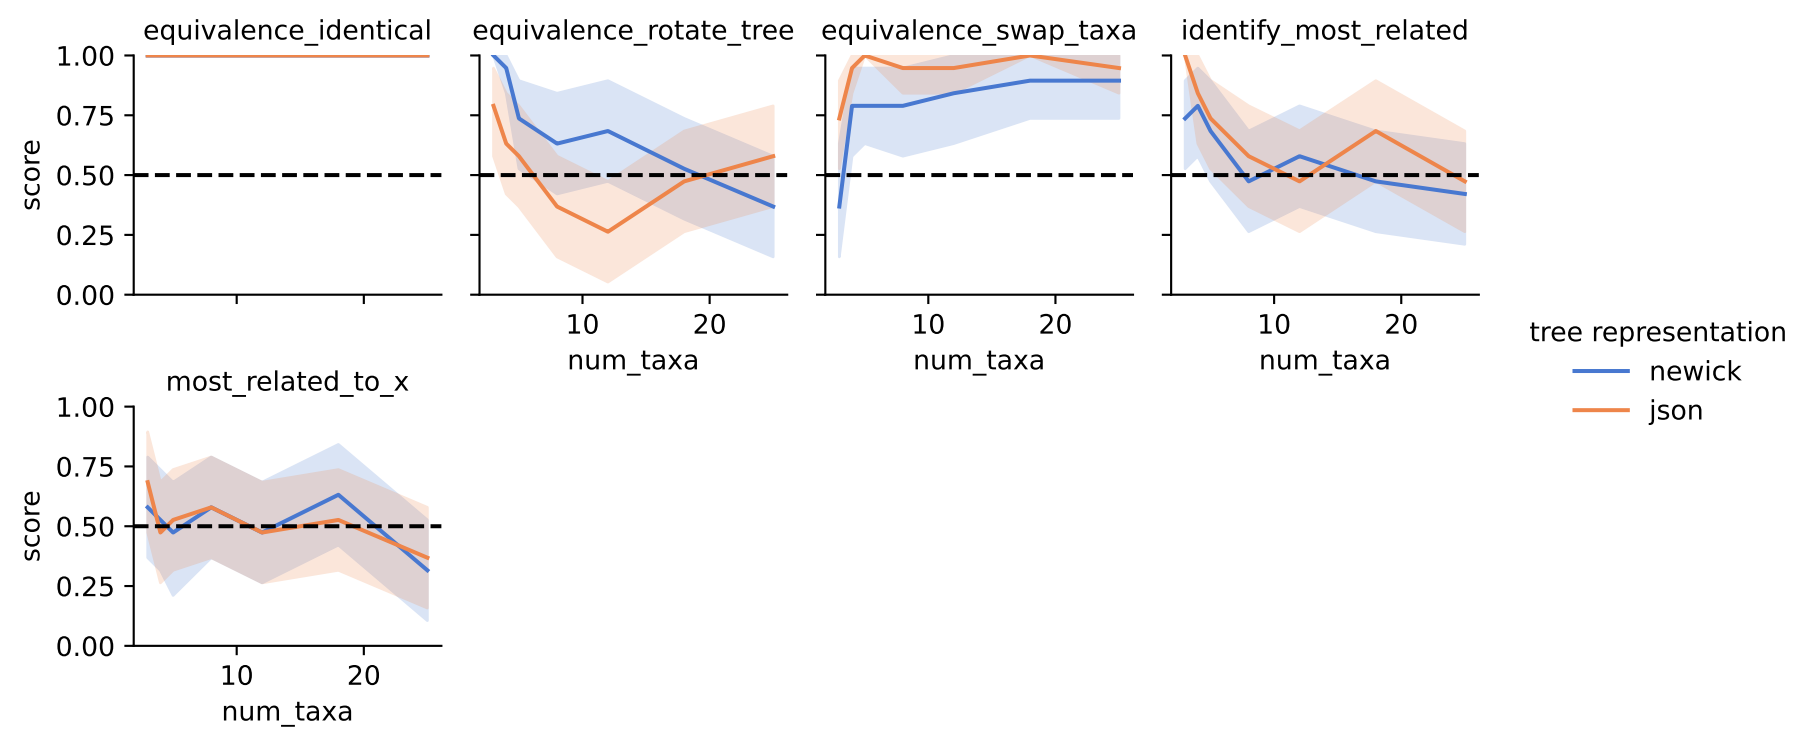 equivalence_identical
equivalence_rotate_tree
equivalence_swap_taxa
identify_most_related
1.00
0.75
0.50
0.25
0.00
score
10
20
num_taxa
10
20
num_taxa
10
20
num_taxa
tree representation
newick
json
most_related_to_x
1.00
0.75
0.50
0.25
0.00
score
10
20
num_taxa